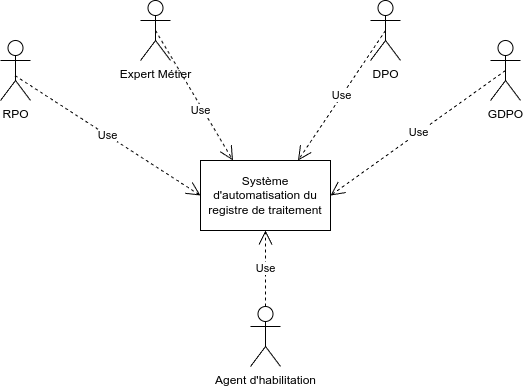 Expert Métier
DPO
RPO
GDPO
Use
Use
Use
Use
Système
d'automatisation du
registre de traitement
Use
Agent d'habilitation